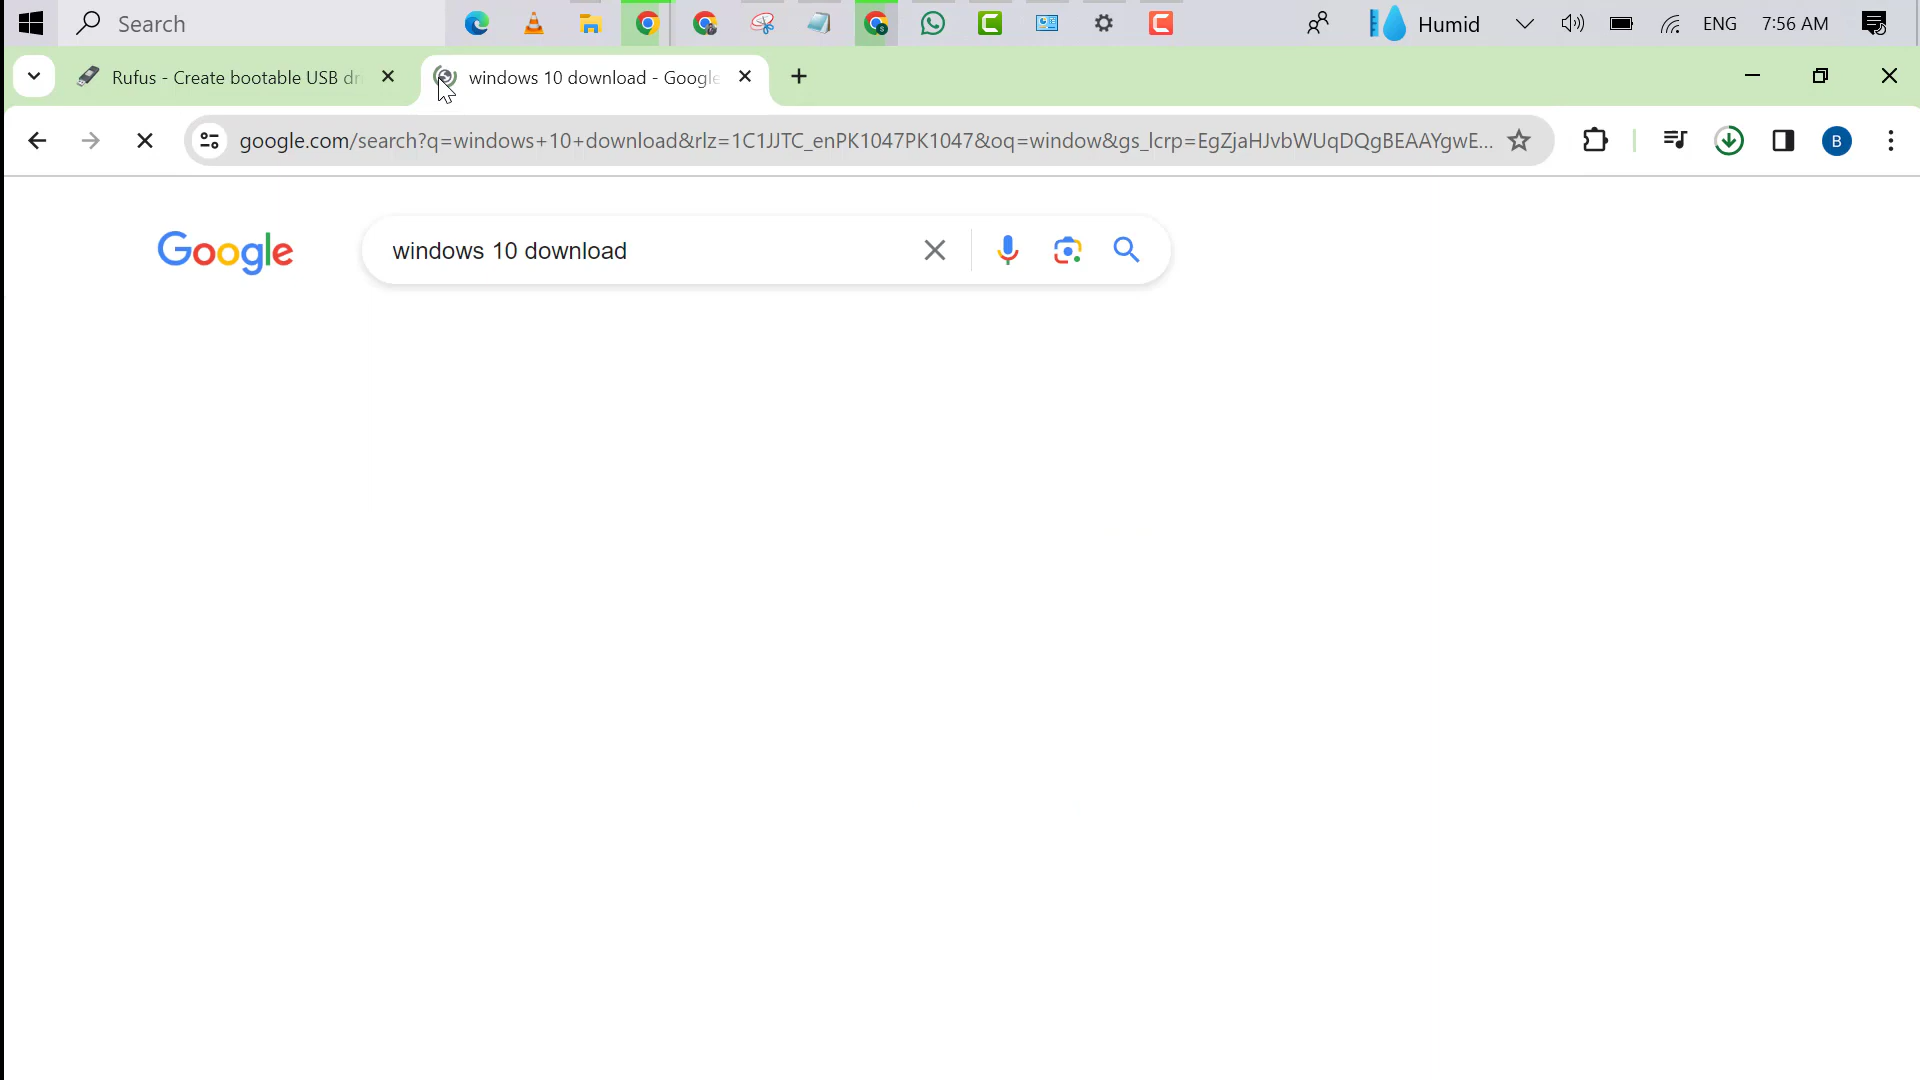 Search
Humid
ENG
7:56 AM
Rufus - Create bootable USB dr
windows 10 download - Google
google.com/search?q=windows+10+download&rlz=1C1JJTC_enPK1047PK1047&oq=window&gs_lcrp=EgZjaHJvbWUqDQgBEAAYgwE...
B
Google
windows 10 download